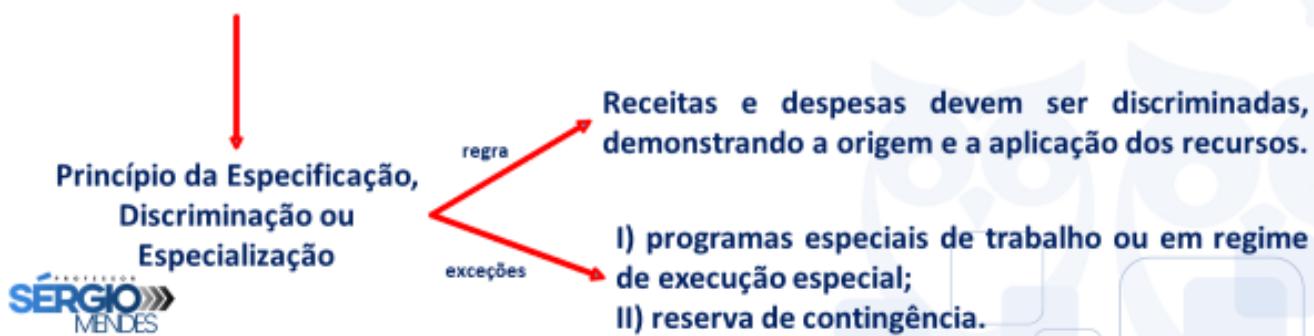 Receitas e despesas devem ser discriminadas,
demonstrando a origem e a aplicação dos recursos.
regra
Princípio da Especificação,
Discriminação ou
Especialização
exceções
I) programas especiais de trabalho ou em regime
de execução especial;
II) reserva de contingência.
PROFESSOR
SÉRGIO
MENDES